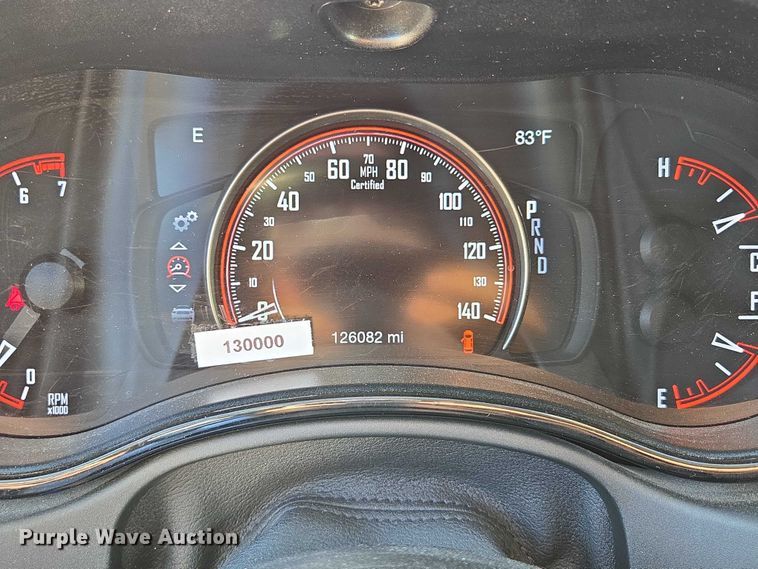 E
83°F
6
7
0
RPM
x1000
0
10
20
30
40
50
60
70
MPH
Certified
80
90
100
110
120
130
140
P
R
N
D
H
C
F
E
130000
126082 mi
Purple Wave Auction®